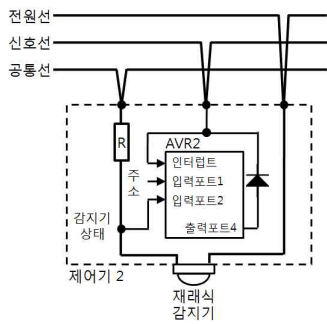 전원선
신호선
공통선
R
AVR2
인터럽트
주소
입력포트1
입력포트2
감지기
상태
출력포트4
제어기 2
재래식
감지기